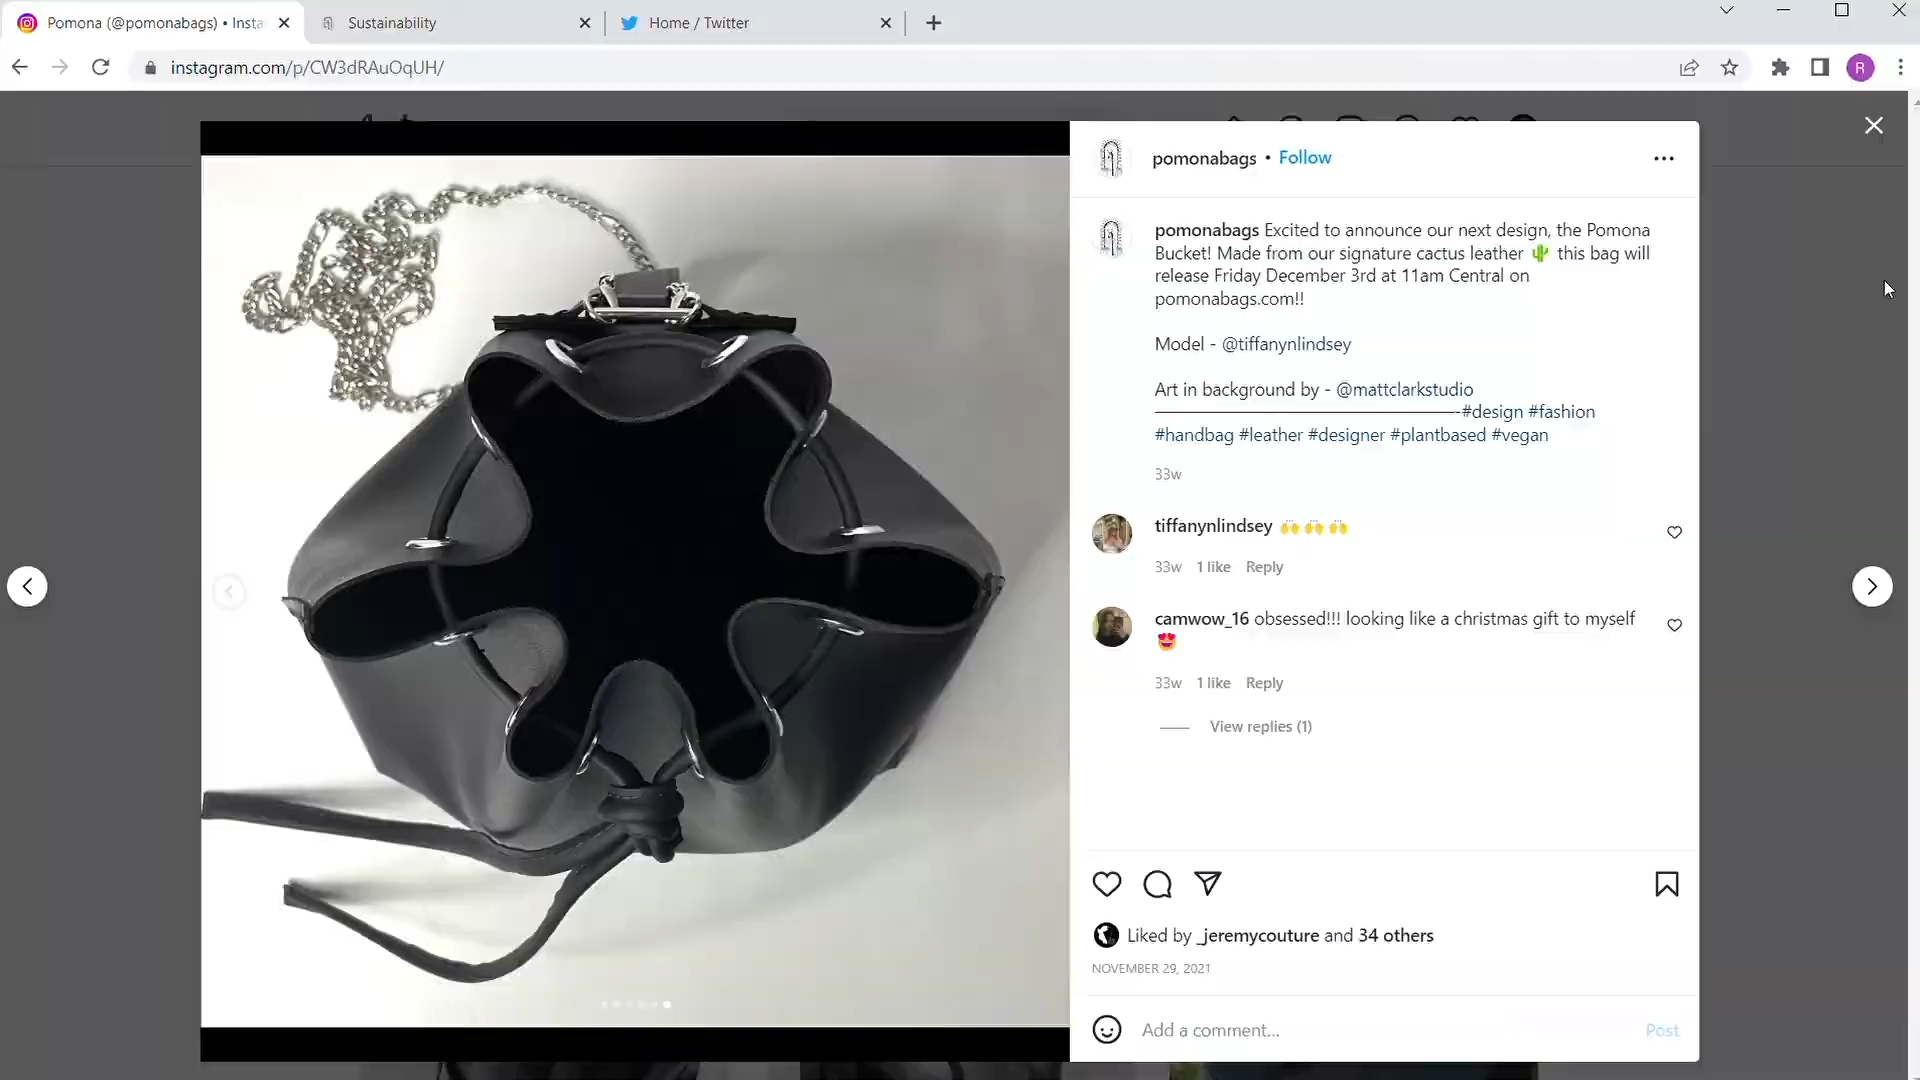 Pomona (@pomonabags) • Insta
Sustainability
Home / Twitter
instagram.com/p/CW3dRAuOqUH/
R
pomonabags • Follow
pomonabags Excited to announce our next design, the Pomona
Bucket! Made from our signature cactus leather 🌵 this bag will
release Friday December 3rd at 11am Central on
pomonabags.com!!
Model - @tiffanynlindsey
Art in background by - @mattclarkstudio
—————————————————-#design #fashion
#handbag #leather #designer #plantbased #vegan
33w
tiffanynlindsey 🙌 🙌 🙌
33w 1 like Reply
camwow_16 obsessed!!! looking like a christmas gift to myself
😍
33w 1 like Reply
View replies (1)
Liked by _jeremycouture and 34 others
NOVEMBER 29, 2021
Add a comment...
Post